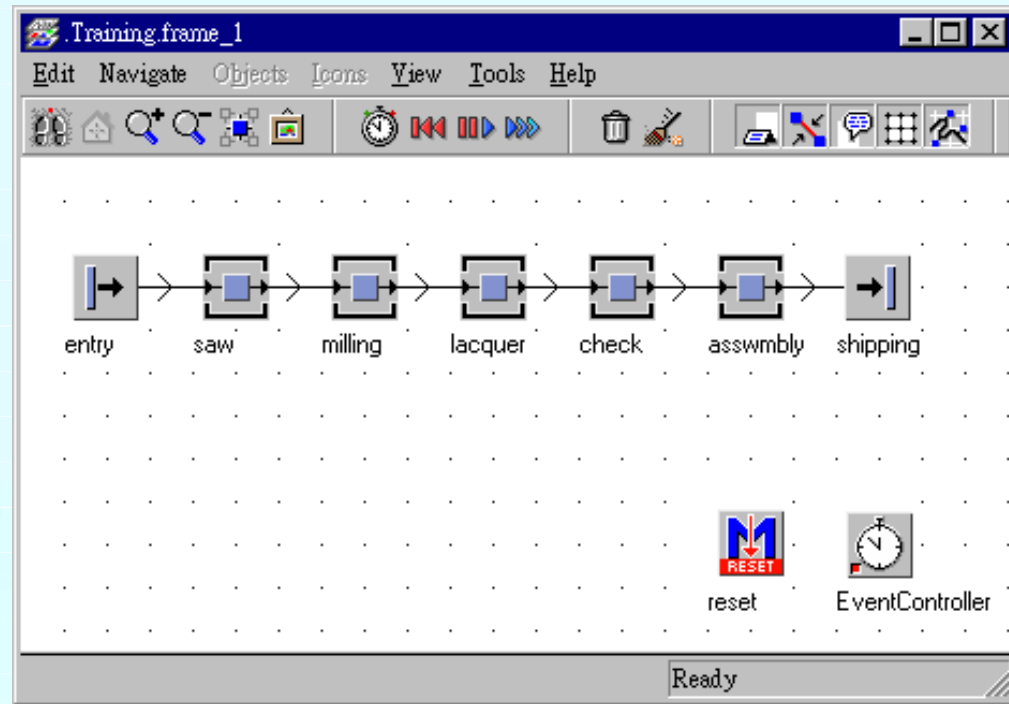 .Training.frame_1
Edit Navigate Objects Icons View Tools Help
entry saw milling lacquer check asswmbly shipping
RESET
reset EventController
Ready